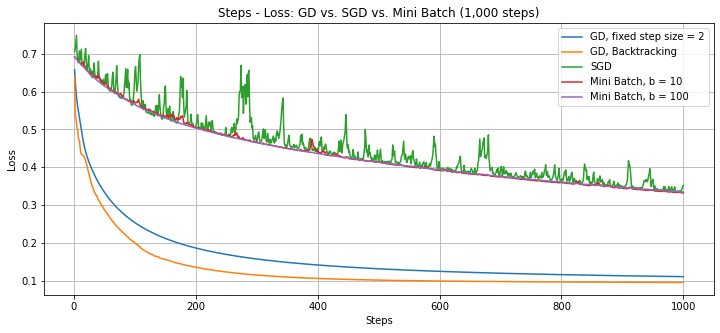 Steps - Loss: GD vs. SGD vs. Mini Batch (1,000 steps)
GD, fixed step size = 2
GD, Backtracking
SGD
Mini Batch, b = 10
Mini Batch, b = 100
Loss
0.7
0.6
0.5
0.4
0.3
0.2
0.1
0
200
400
600
800
1000
Steps